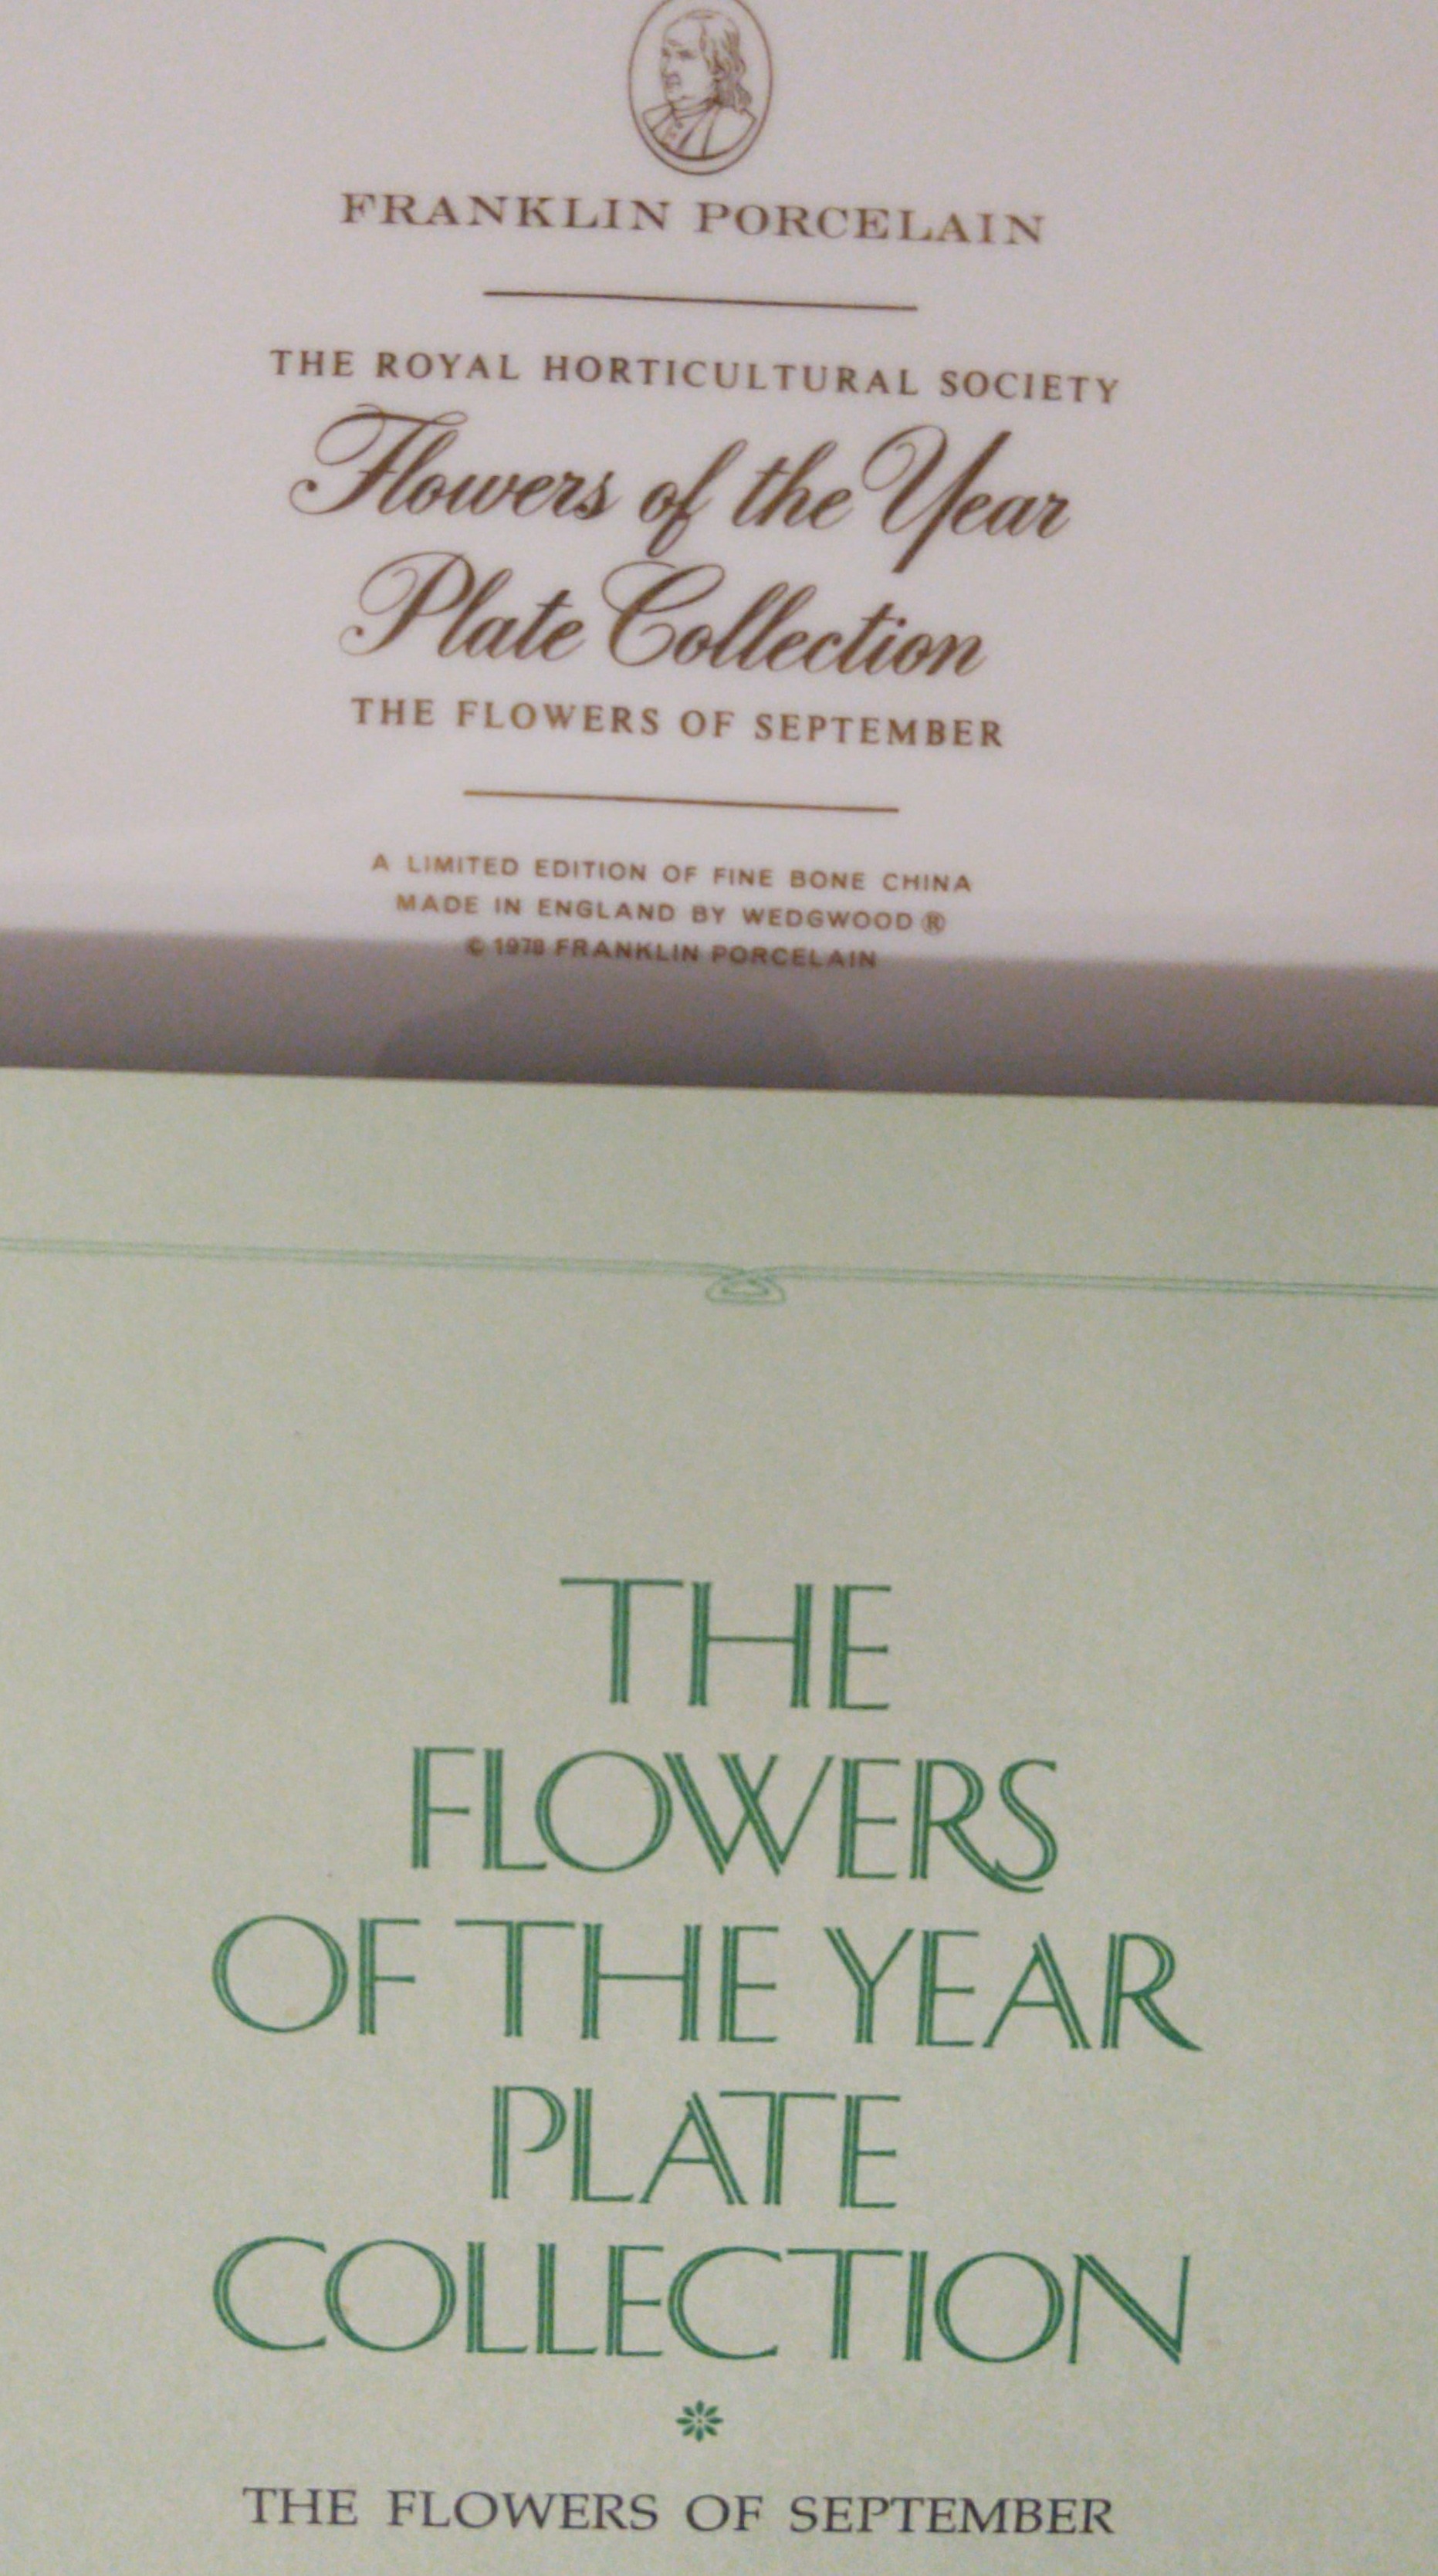 FRANKLIN PORCELAIN
THE ROYAL HORTICULTURAL SOCIETY
Flowers of the Year
Plate Collection
THE FLOWERS OF SEPTEMBER
A LIMITED EDITION OF FINE BONE CHINA
MADE IN ENGLAND BY WEDGWOOD ®
© 1978 FRANKLIN PORCELAIN
THE
FLOWERS
OF THE YEAR
PLATE
COLLECTION
THE FLOWERS OF SEPTEMBER